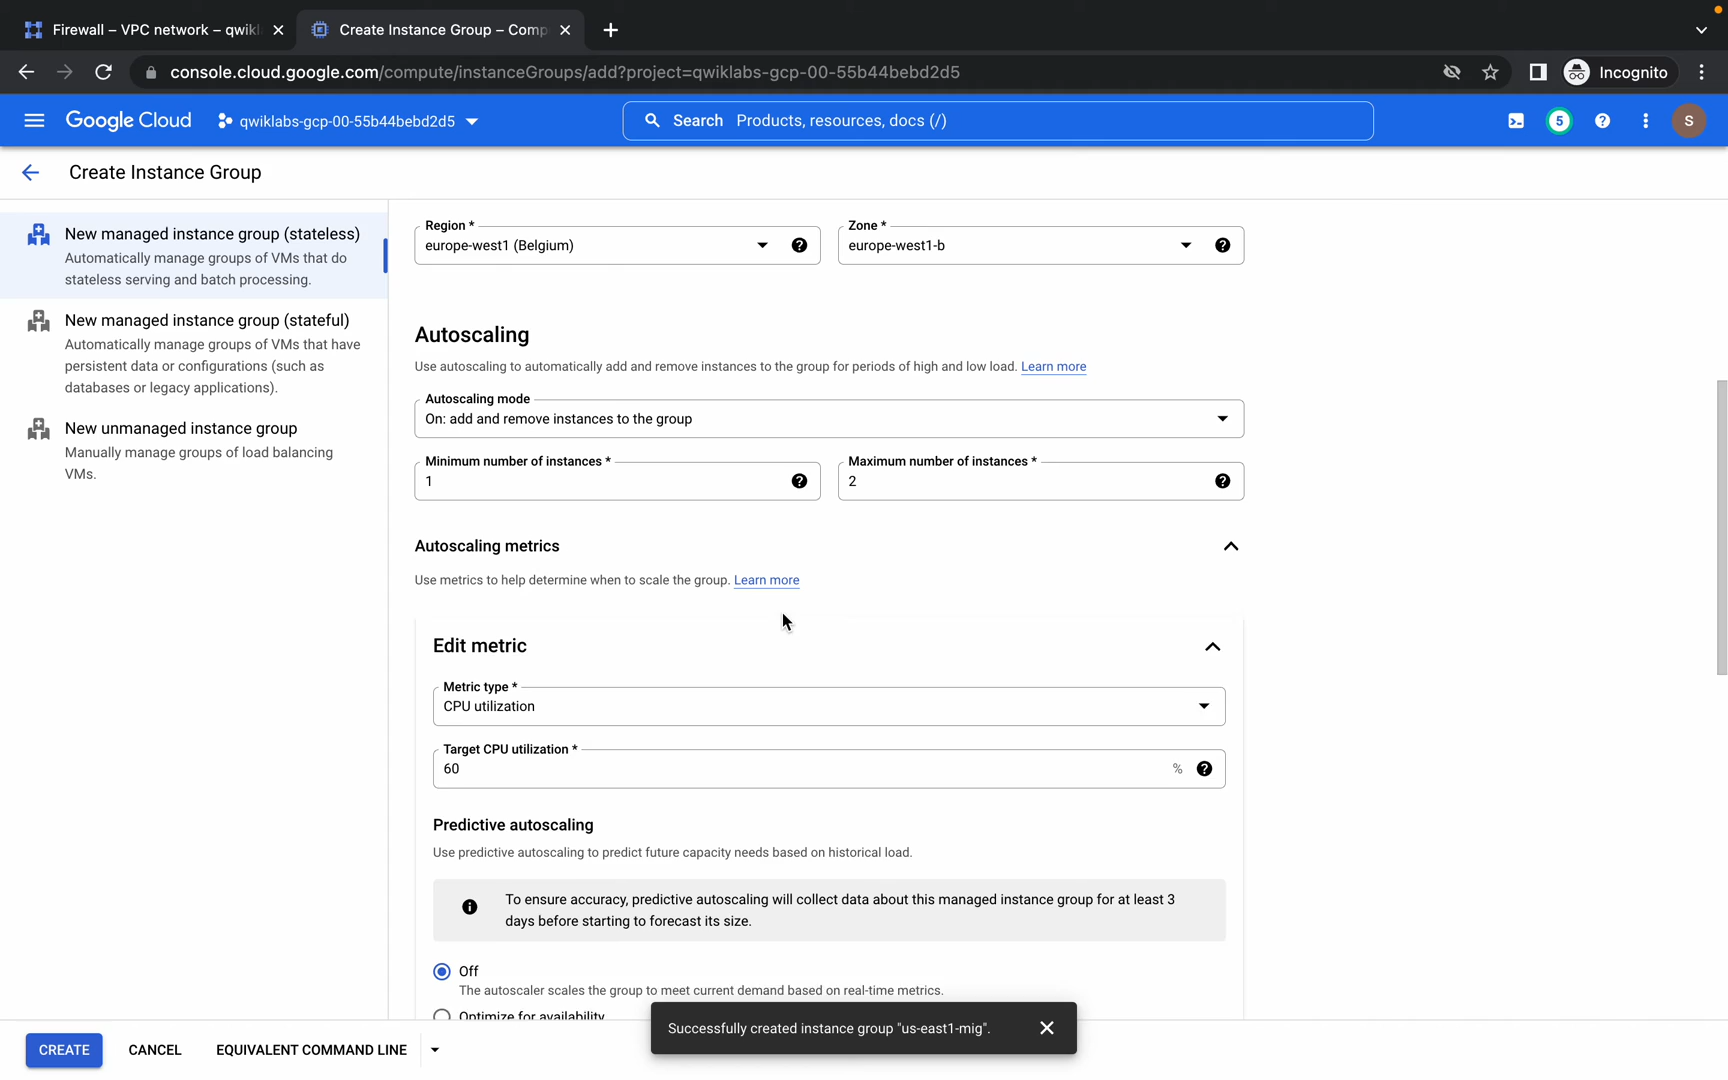 Firewall – VPC network – qwikl
Create Instance Group – Comp
console.cloud.google.com/compute/instanceGroups/add?project=qwiklabs-gcp-00-55b44bebd2d5
Incognito
Google Cloud
qwiklabs-gcp-00-55b44bebd2d5
Search Products, resources, docs (/)
5
S
Create Instance Group
New managed instance group (stateless)
Automatically manage groups of VMs that do
stateless serving and batch processing.
New managed instance group (stateful)
Automatically manage groups of VMs that have
persistent data or configurations (such as
databases or legacy applications).
New unmanaged instance group
Manually manage groups of load balancing
VMs.
Region *
europe-west1 (Belgium)
Zone *
europe-west1-b
Autoscaling
Use autoscaling to automatically add and remove instances to the group for periods of high and low load. Learn more
Autoscaling mode
On: add and remove instances to the group
Minimum number of instances *
1
Maximum number of instances *
2
Autoscaling metrics
Use metrics to help determine when to scale the group. Learn more
Edit metric
Metric type *
CPU utilization
Target CPU utilization *
60
%
Predictive autoscaling
Use predictive autoscaling to predict future capacity needs based on historical load.
To ensure accuracy, predictive autoscaling will collect data about this managed instance group for at least 3
days before starting to forecast its size.
Off
The autoscaler scales the group to meet current demand based on real-time metrics.
Optimize for availability
Successfully created instance group "us-east1-mig".
CREATE
CANCEL
EQUIVALENT COMMAND LINE